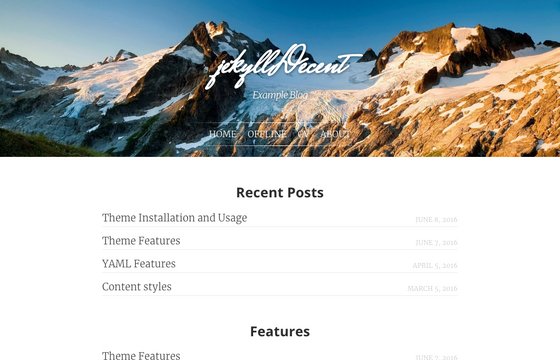 jekyllDecent
Example Blog
HOME OFFLINE CV ABOUT
Recent Posts
Theme Installation and Usage JUNE 8, 2016
Theme Features JUNE 7, 2016
YAML Features APRIL 5, 2016
Content styles MARCH 5, 2016
Features
Theme Features JUNE 7, 2016